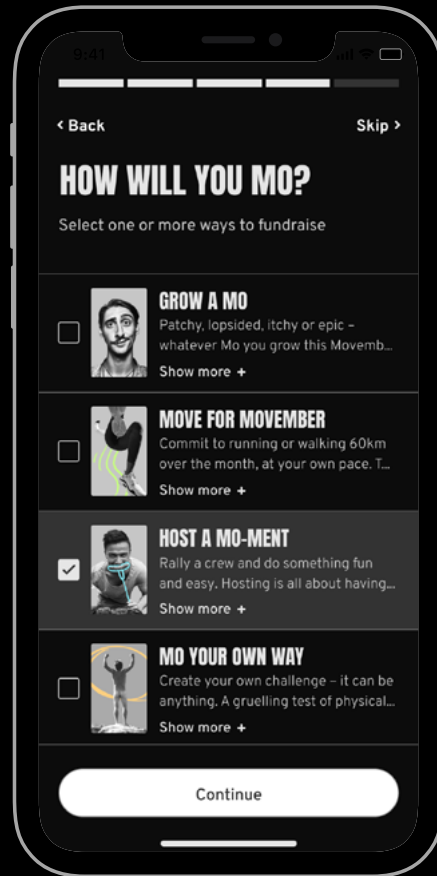 9:41
< Back
Skip >
HOW WILL YOU MO?
Select one or more ways to fundraise
GROW A MO
Patchy, lopsided, itchy or epic –
whatever Mo you grow this Movemb...
Show more +
MOVE FOR MOVEMBER
Commit to running or walking 60km
over the month, at your own pace. T...
Show more +
HOST A MO-MENT
Rally a crew and do something fun
and easy. Hosting is all about having...
Show more +
MO YOUR OWN WAY
Create your own challenge – it can be
anything. A gruelling test of physical...
Show more +
Continue